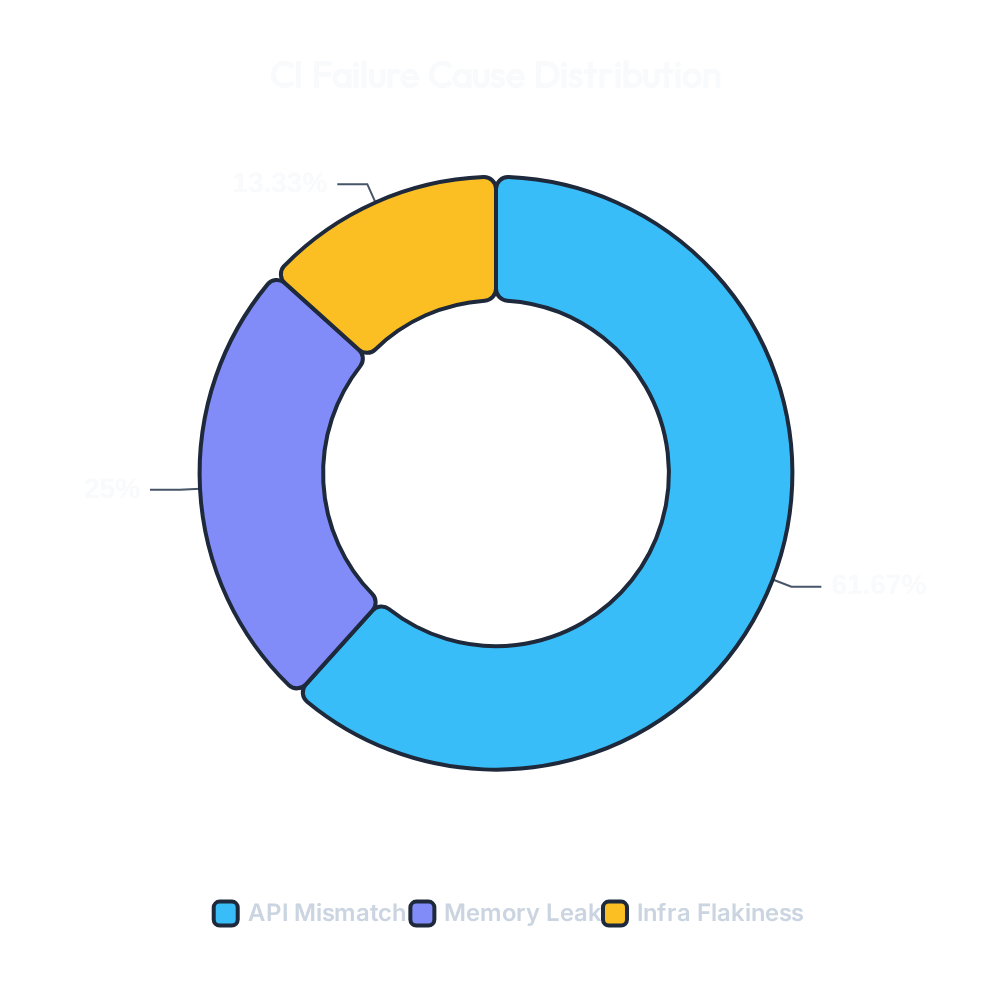 CI Failure Cause Distribution
13.33%
25%
61.67%
API Mismatch Memory Leak Infra Flakiness